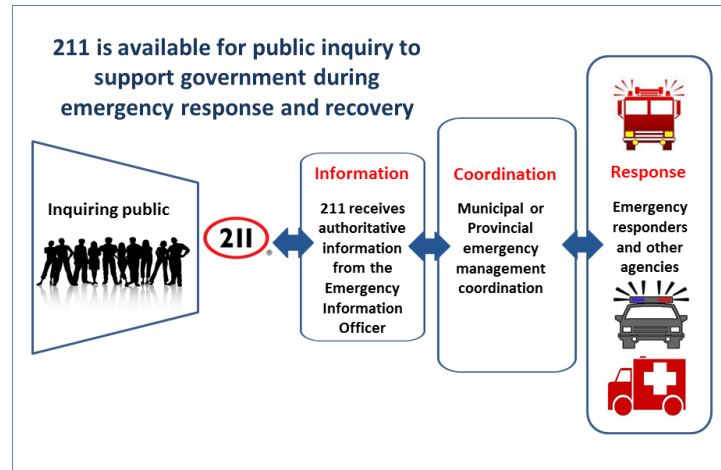 211 is available for public inquiry to
support government during
emergency response and recovery
Inquiring public
211®
Information
211 receives
authoritative
information
from the
Emergency
Information
Officer
Coordination
Municipal or
Provincial
emergency
management
coordination
Response
Emergency
responders
and other
agencies